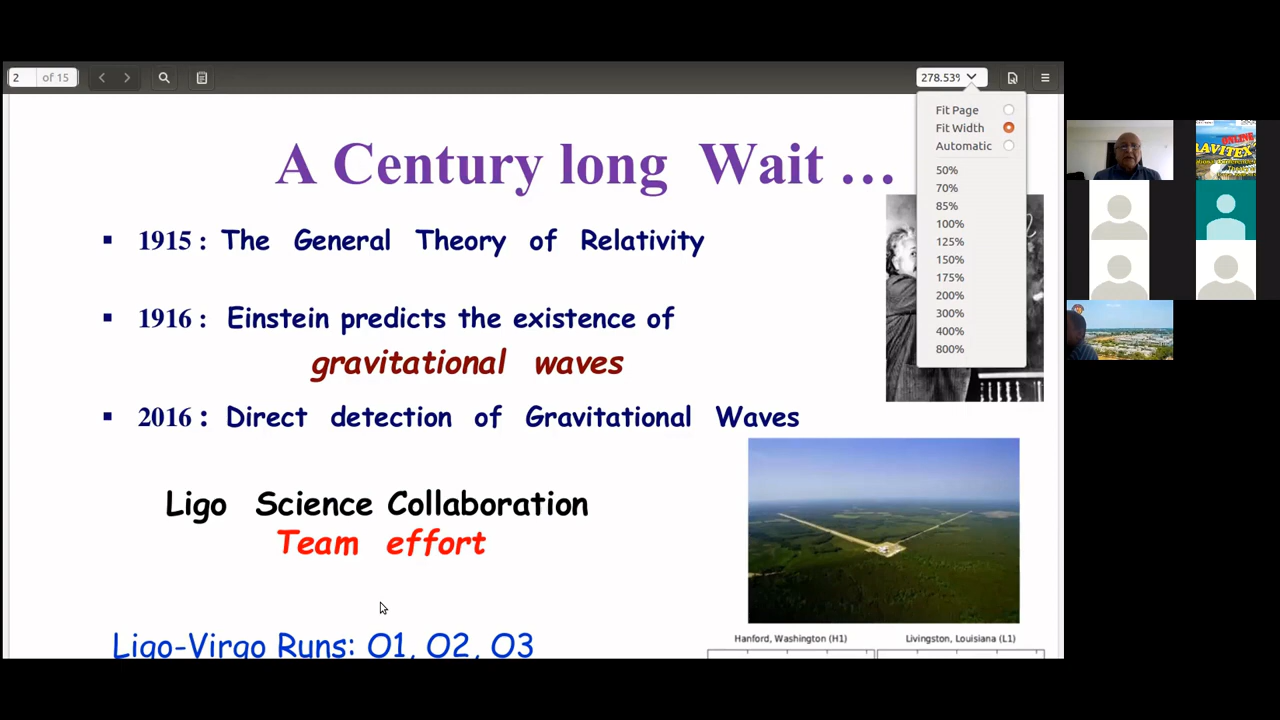 2 of 15
278.53%
Fit Page
Fit Width
Automatic
50%
70%
85%
100%
125%
150%
175%
200%
300%
400%
800%
A Century long Wait ...
1915 : The General Theory of Relativity
1916 : Einstein predicts the existence of
gravitational waves
2016 : Direct detection of Gravitational Waves
Ligo Science Collaboration
Team effort
Ligo-Virgo Runs: O1, O2, O3
Hanford, Washington (H1)
Livingston, Louisiana (L1)
ONLINE